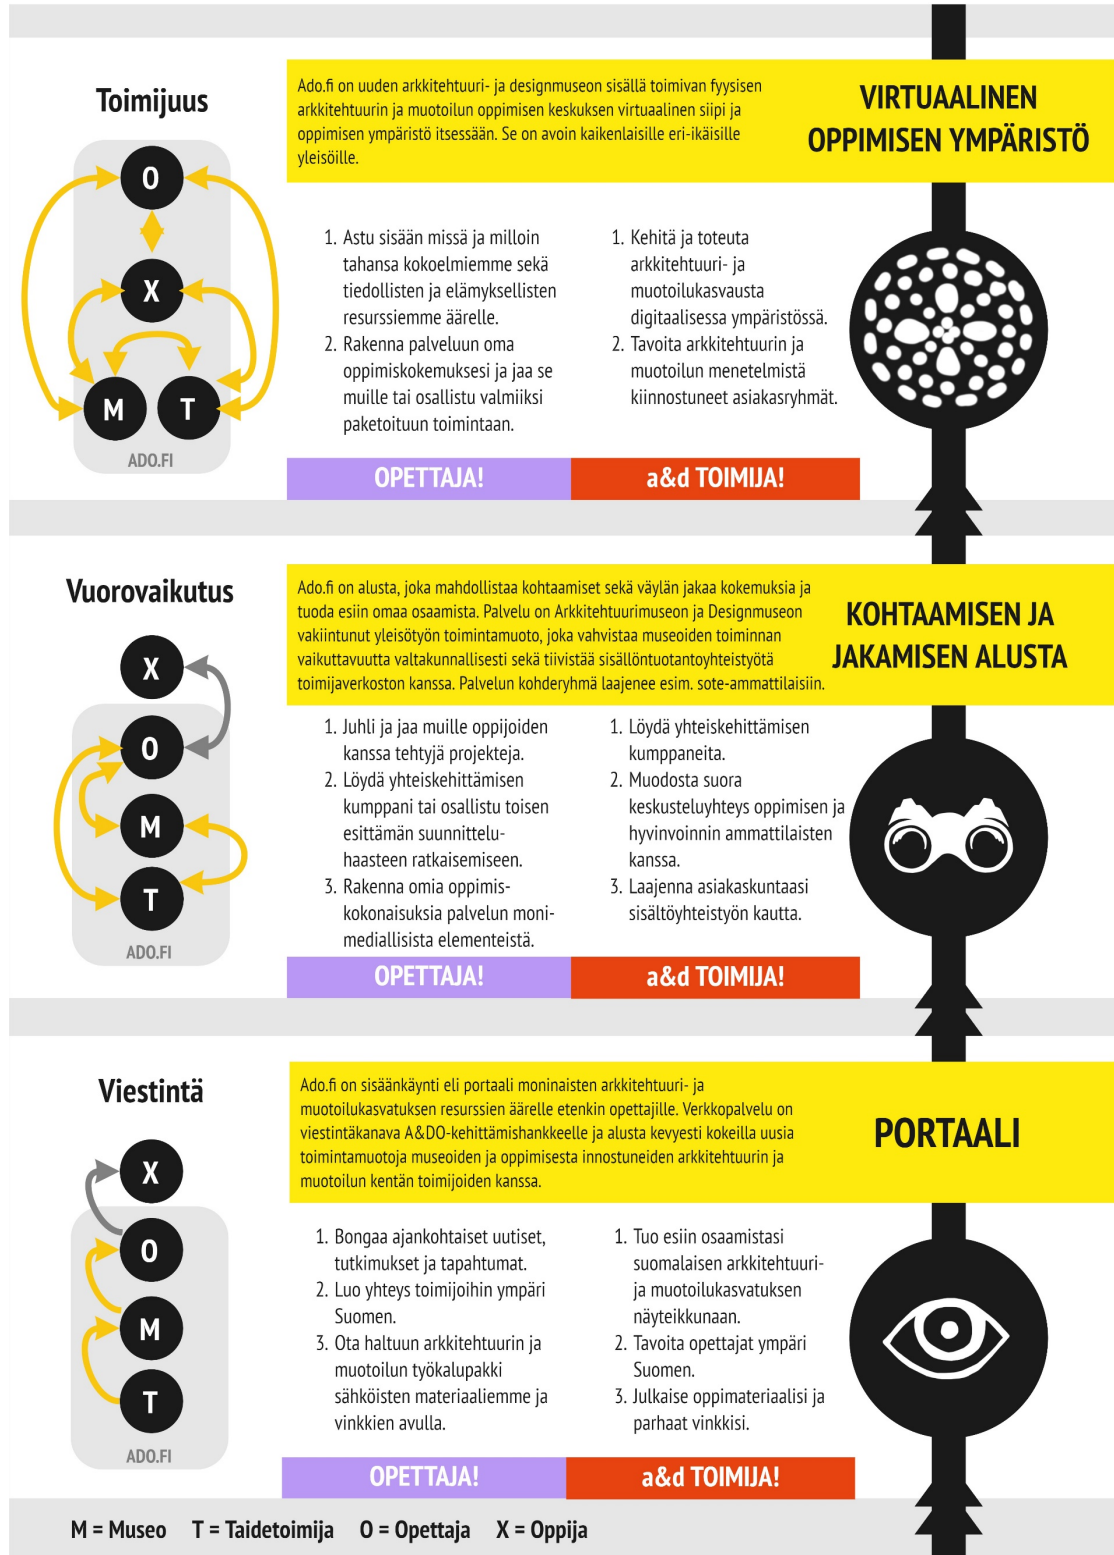 Toimijuus
O
X
M
T
ADO.FI
Ado.fi on uuden arkkitehtuuri- ja designmuseon sisällä toimivan fyysisen
arkkitehtuurin ja muotoilun oppimisen keskuksen virtuaalinen siipi ja
oppimisen ympäristö itsessään. Se on avoin kaikenlaisille eri-ikäisille
yleisöille.
VIRTUAALINEN
OPPIMISEN YMPÄRISTÖ
1. Astu sisään missä ja milloin
tahansa kokoelmiemme sekä
tiedollisten ja elämyksellisten
resurssiemme äärelle.
2. Rakenna palveluun oma
oppimiskokemuksesi ja jaa se
muille tai osallistu valmiiksi
paketoituun toimintaan.
OPETTAJA!
1. Kehitä ja toteuta
arkkitehtuuri- ja
muotoilukasvausta
digitaalisessa ympäristössä.
2. Tavoita arkkitehtuurin ja
muotoilun menetelmistä
kiinnostuneet asiakasryhmät.
a&d TOIMIJA!
Vuorovaikutus
X
O
M
T
ADO.FI
Ado.fi on alusta, joka mahdollistaa kohtaamiset sekä väylän jakaa kokemuksia ja
tuoda esiin omaa osaamista. Palvelu on Arkkitehtuurimuseon ja Designmuseon
vakiintunut yleisötyön toimintamuoto, joka vahvistaa museoiden toiminnan
vaikuttavuutta valtakunnallisesti sekä tiivistää sisällöntuotantoyhteistyötä
toimijaverkoston kanssa. Palvelun kohderyhmä laajenee esim. sote-ammattilaisiin.
KOHTAAMISEN JA
JAKAMISEN ALUSTA
1. Juhli ja jaa muille oppijoiden
kanssa tehtyjä projekteja.
2. Löydä yhteiskehittämisen
kumppani tai osallistu toisen
esittämän suunnittelu-
haasteen ratkaisemiseen.
3. Rakenna omia oppimis-
kokonaisuksia palvelun moni-
mediallisista elementeistä.
OPETTAJA!
1. Löydä yhteiskehittämisen
kumppaneita.
2. Muodosta suora
keskusteluyhteys oppimisen ja
hyvinvoinnin ammattilaisten
kanssa.
3. Laajenna asiakaskuntaasi
sisältöyhteistyön kautta.
a&d TOIMIJA!
Viestintä
X
O
M
T
ADO.FI
Ado.fi on sisäänkäynti eli portaali moninaisten arkkitehtuuri- ja
muotoilukasvatuksen resurssien äärelle etenkin opettajille. Verkkopalvelu on
viestintäkanava A&DO-kehittämishankkeelle ja alusta kevyesti kokeilla uusia
toimintamuotoja museoiden ja oppimisesta innostuneiden arkkitehtuurin ja
muotoilun kentän toimijoiden kanssa.
PORTAALI
1. Bongaa ajankohtaiset uutiset,
tutkimukset ja tapahtumat.
2. Luo yhteys toimijoihin ympäri
Suomen.
3. Ota haltuun arkkitehtuurin ja
muotoilun työkalupakki
sähköisten materiaaliemme ja
vinkkien avulla.
OPETTAJA!
1. Tuo esiin osaamistasi
suomalaisen arkkitehtuuri-
ja muotoilukasvatuksen
näyteikkunaan.
2. Tavoita opettajat ympäri
Suomen.
3. Julkaise oppimateriaalisi ja
parhaat vinkkisi.
a&d TOIMIJA!
M = Museo T = Taidetoimija O = Opettaja X = Oppija